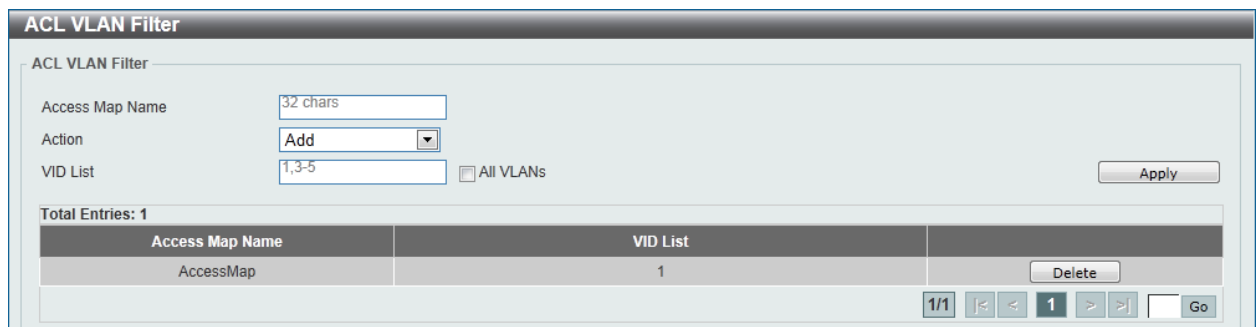 ACL VLAN Filter
ACL VLAN Filter
Access Map Name 32 chars
Action Add
VID List 1,3-5 All VLANs Apply
Total Entries: 1
Access Map Name VID List
AccessMap 1 Delete
1/1 |< < 1 > >| Go